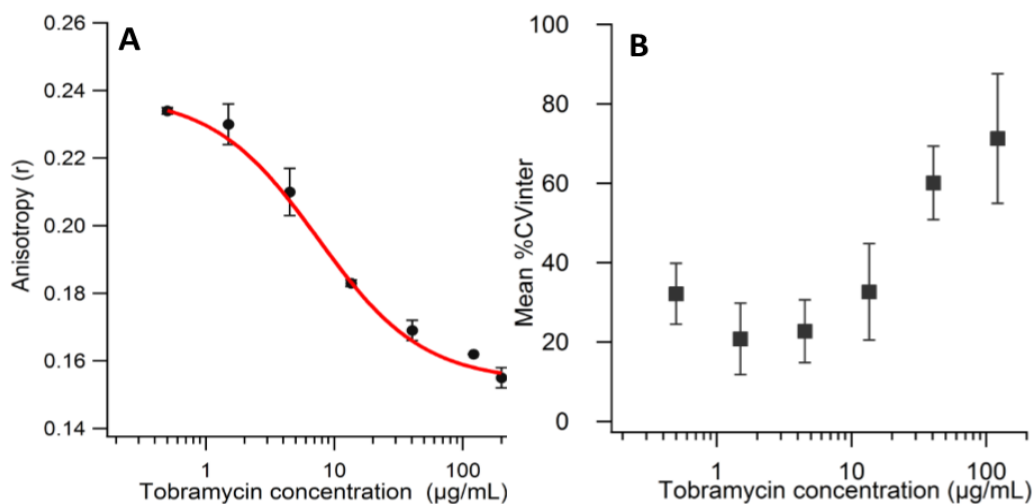 A
0.26
0.24
0.22
0.20
0.18
0.16
0.14
Anisotropy (r)
1 10 100
Tobramycin concentration (µg/mL)
B
100
80
60
40
20
0
Mean %CVinter
1 10 100
Tobramycin concentration (µg/mL)